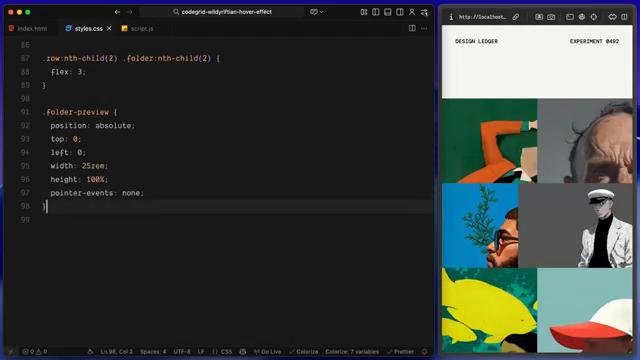 codegrid-wildyriftian-hover-effect
index.html
styles.css
script.js
86
87 .row:nth-child(2) .folder:nth-child(2) {
88 flex: 3;
89 }
90
91 .folder-preview {
92 position: absolute;
93 top: 0;
94 left: 0;
95 width: 25rem;
96 height: 100%;
97 pointer-events: none;
98 }
99
0 0
Ln 98, Col 2
Spaces: 4
UTF-8
LF
{} CSS
Go Live
Colorize
Colorize: 7 variables
Prettier
http://localhost
DESIGN LEDGER
EXPERIMENT 0492